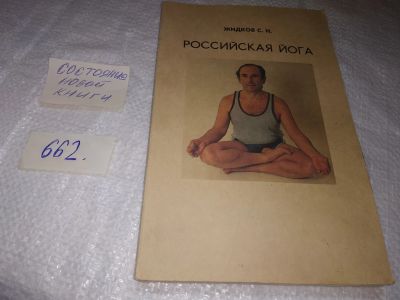 СОСТОЯНИЕ
НОВОЙ
КНИГИ
662.
ЖИДКОВ С. Н.
РОССИЙСКАЯ ЙОГА